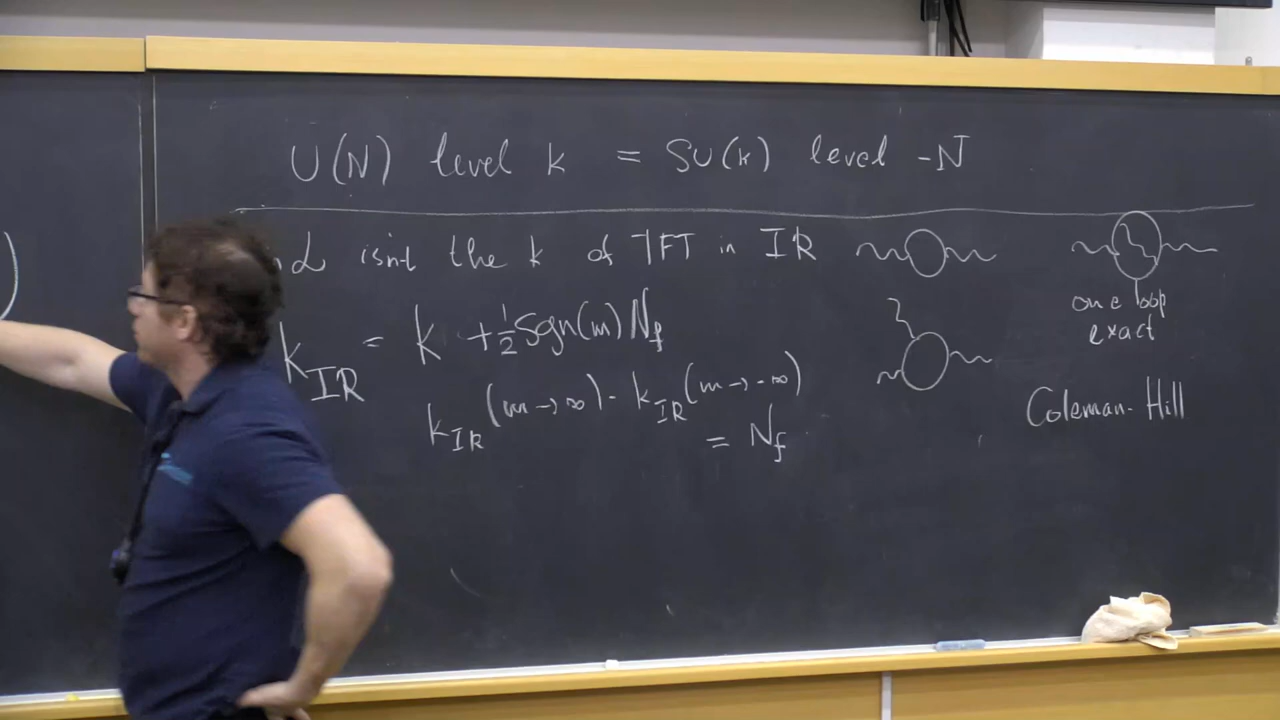 U(N) level k = SU(k) level -N
L isn't the k of TFT in IR
k_IR = k + 1/2 sgn(m) N_f
k_IR (m→∞) - k_IR (m→-∞)
= N_f
one loop
exact
Coleman-Hill